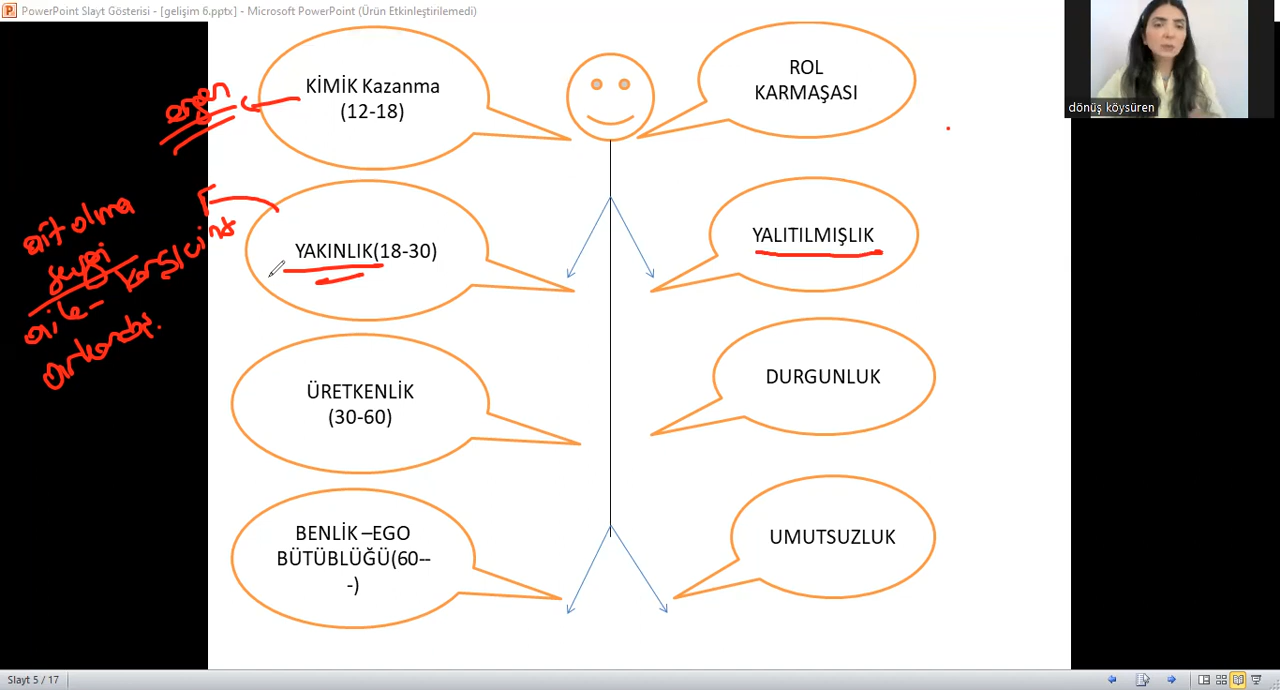 PowerPoint Slayt Gösterisi - [gelişim 6.pptx] - Microsoft PowerPoint (Ürün Etkinleştirilemedi)
KİMİK Kazanma
(12-18)
ROL
KARMAŞASI
dönüş köysüren
ergen
YAKINLIK(18-30)
YALITILMIŞLIK
ait olma
sevgi
karşı cins
aile -
arkadaş.
ÜRETKENLİK
(30-60)
DURGUNLUK
BENLİK –EGO
BÜTÜBLÜĞÜ(60--
-)
UMUTSUZLUK
Slayt 5 / 17